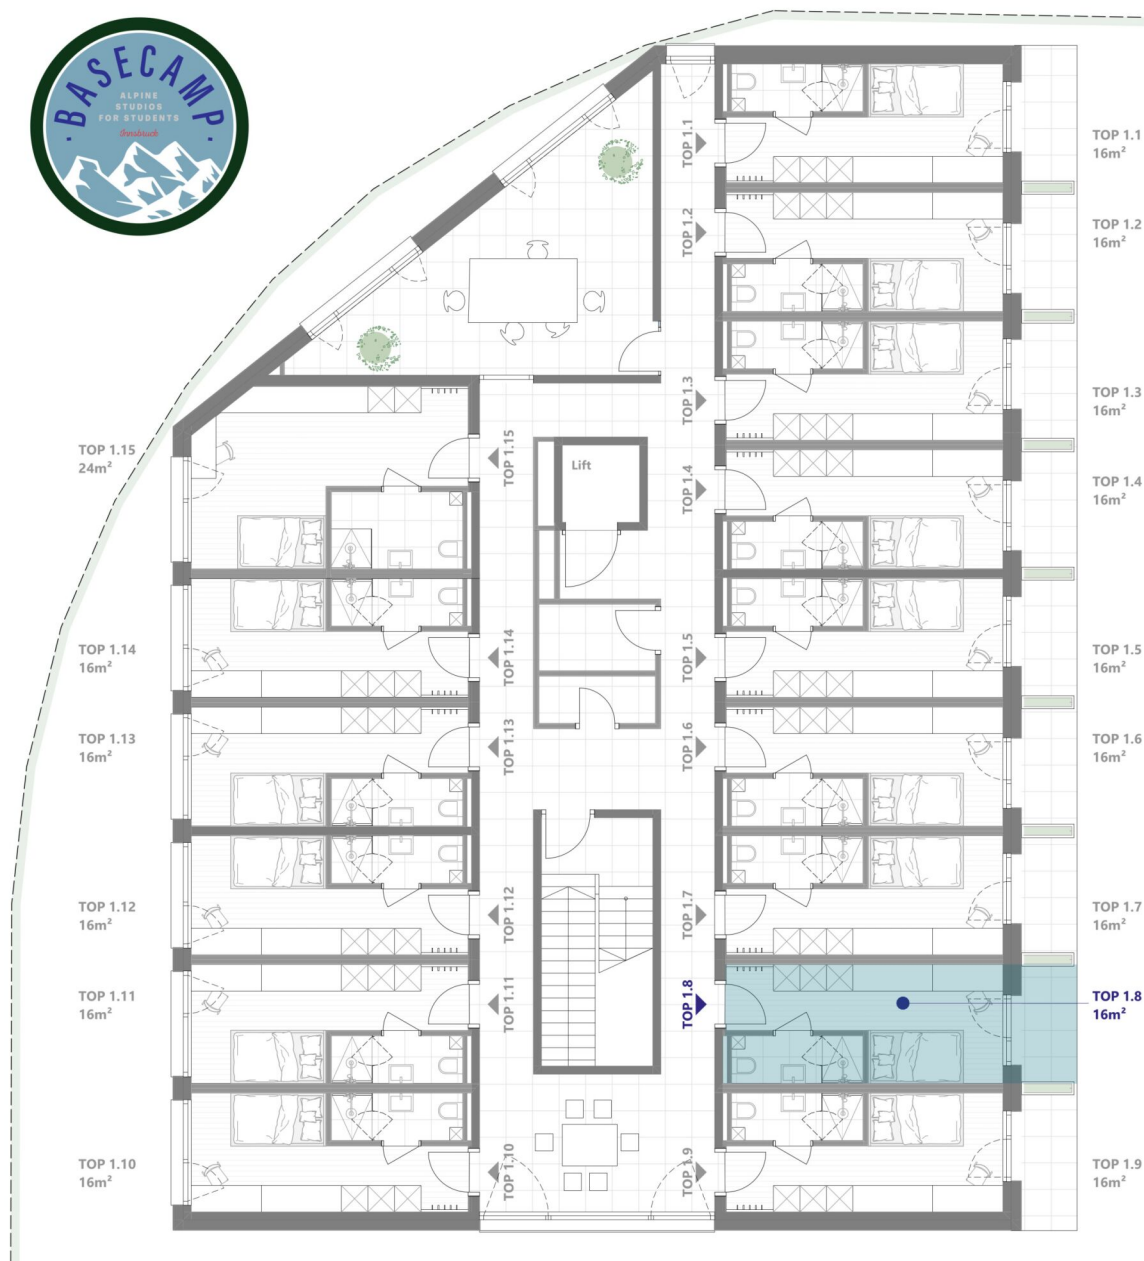 ·BASECAMP·
ALPINE
STUDIOS
FOR STUDENTS
Innsbruck
TOP 1.1
TOP 1.1
16m²
TOP 1.2
TOP 1.2
16m²
TOP 1.3
TOP 1.3
16m²
TOP 1.15
24m²
TOP 1.15
Lift
TOP 1.4
TOP 1.4
16m²
TOP 1.14
16m²
TOP 1.14
TOP 1.5
TOP 1.5
16m²
TOP 1.13
16m²
TOP 1.13
TOP 1.6
TOP 1.6
16m²
TOP 1.12
16m²
TOP 1.12
TOP 1.7
TOP 1.7
16m²
TOP 1.11
16m²
TOP 1.11
TOP 1.8
TOP 1.8
16m²
TOP 1.10
16m²
TOP 1.10
TOP 1.9
TOP 1.9
16m²